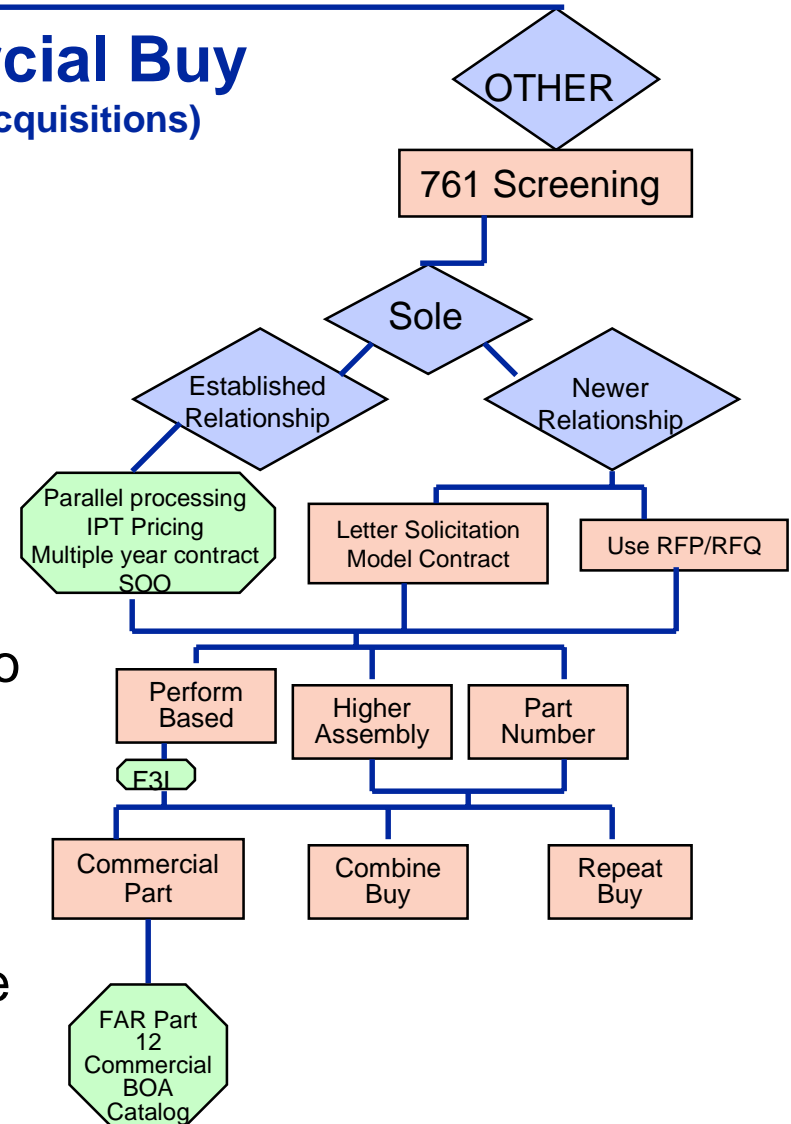 rcial Buy
cquisitions)
OTHER
761 Screening
Sole
Established
Relationship
Newer
Relationship
Parallel processing
IPT Pricing
Multiple year contract
SOO
Letter Solicitation
Model Contract
Use RFP/RFQ
o
Perform
Based
Higher
Assembly
Part
Number
F3I
Commercial
Part
Combine
Buy
Repeat
Buy
e
FAR Part
12
Commercial
BOA
Catalog